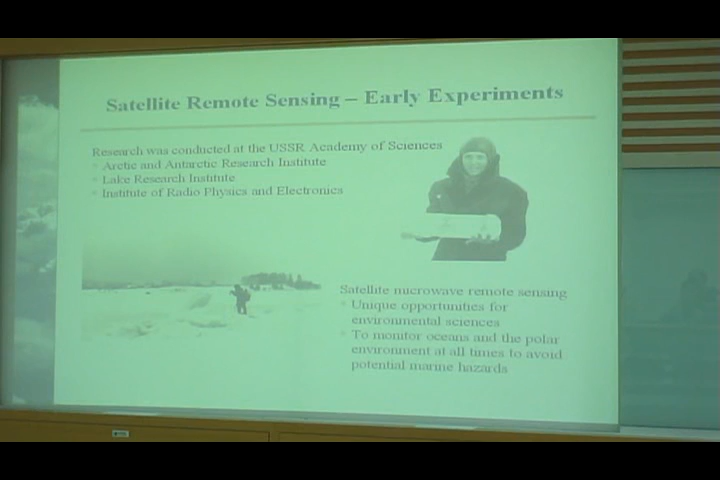 Satellite Remote Sensing – Early Experiments
Research was conducted at the USSR Academy of Sciences
Arctic and Antarctic Research Institute
Lake Research Institute
Institute of Radio Physics and Electronics
Satellite microwave remote sensing
Unique opportunities for
environmental sciences
To monitor oceans and the polar
environment at all times to avoid
potential marine hazards